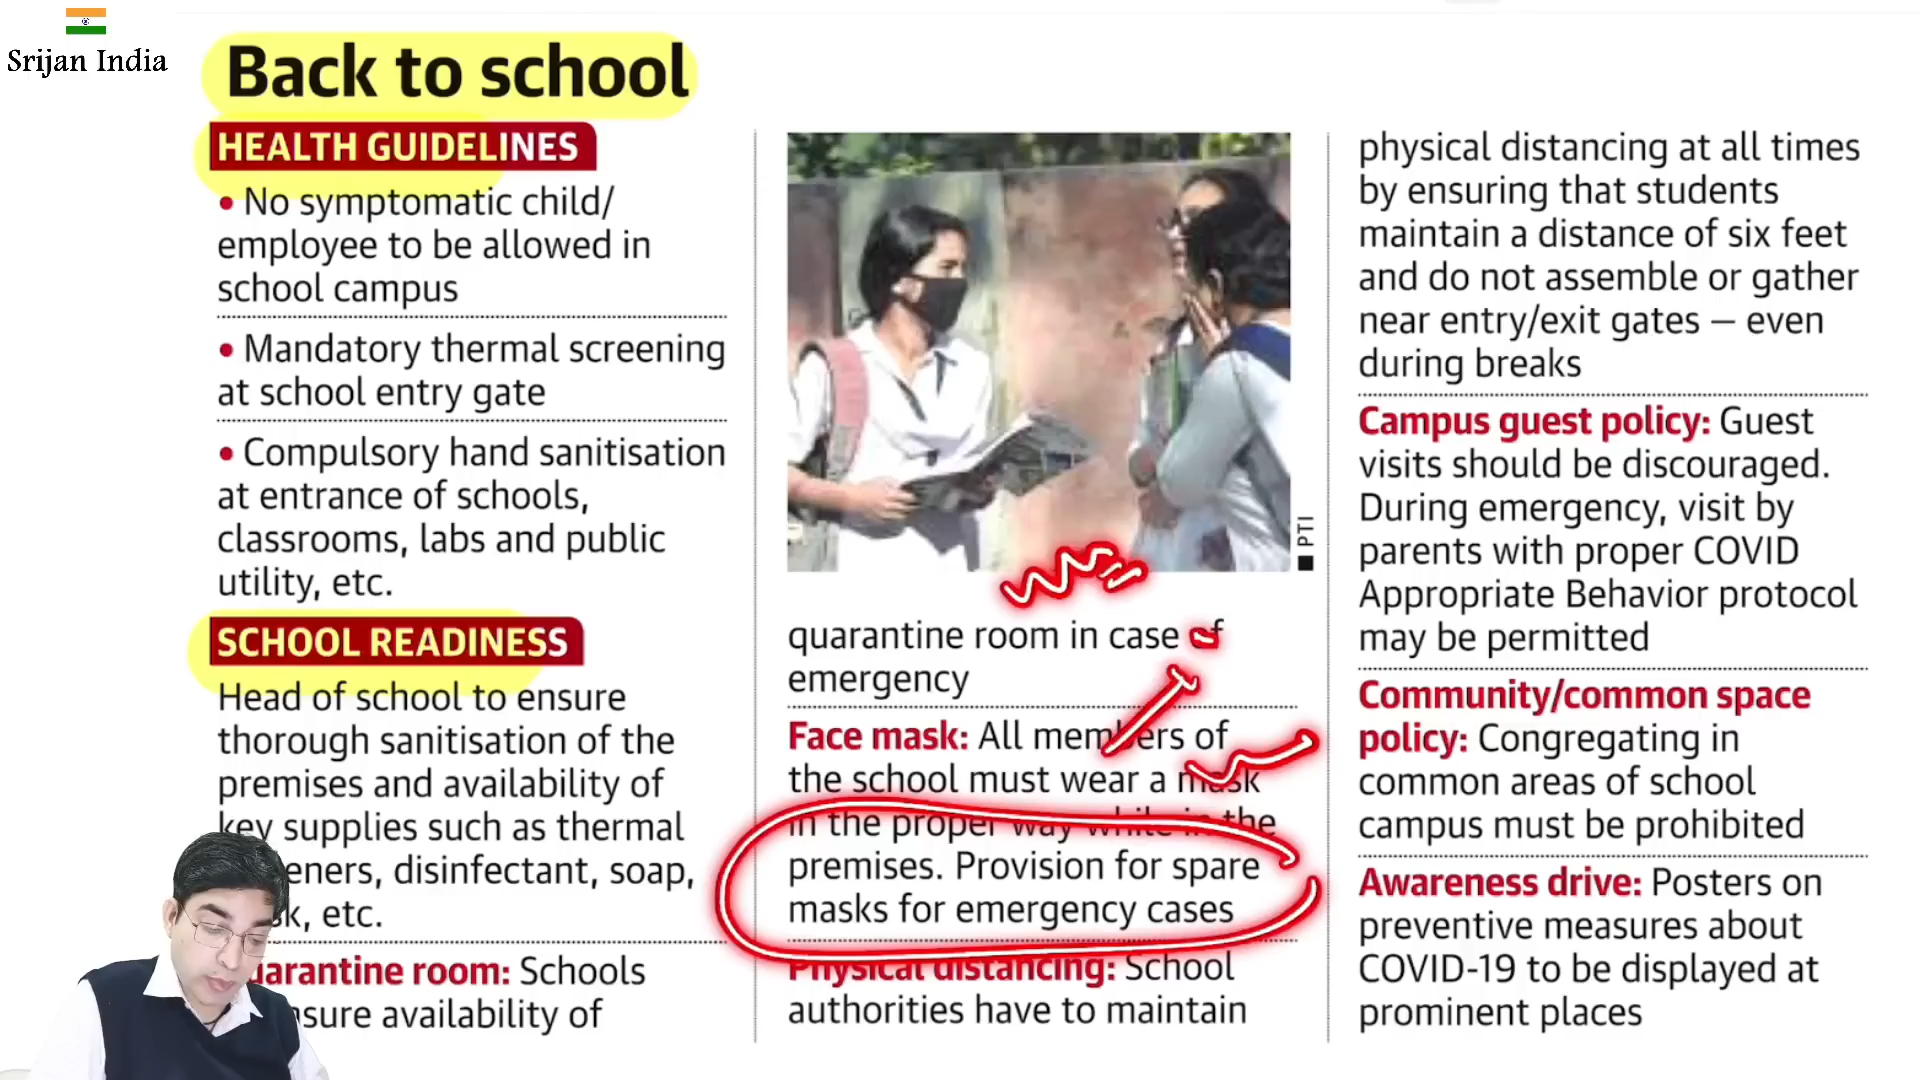 Srijan India
Back to school
HEALTH GUIDELINES
• No symptomatic child/
employee to be allowed in
school campus
• Mandatory thermal screening
at school entry gate
• Compulsory hand sanitisation
at entrance of schools,
classrooms, labs and public
utility, etc.
SCHOOL READINESS
Head of school to ensure
thorough sanitisation of the
premises and availability of
key supplies such as thermal
disinfectant, soap,
etc.
room: Schools
availability of
PTI
quarantine room in case of
emergency
Face mask: All members of
the school must wear a mask
in the proper way while in the
premises. Provision for spare
masks for emergency cases
Physical distancing: School
authorities have to maintain
physical distancing at all times
by ensuring that students
maintain a distance of six feet
and do not assemble or gather
near entry/exit gates — even
during breaks
Campus guest policy: Guest
visits should be discouraged.
During emergency, visit by
parents with proper COVID
Appropriate Behavior protocol
may be permitted
Community/common space
policy: Congregating in
common areas of school
campus must be prohibited
Awareness drive: Posters on
preventive measures about
COVID-19 to be displayed at
prominent places